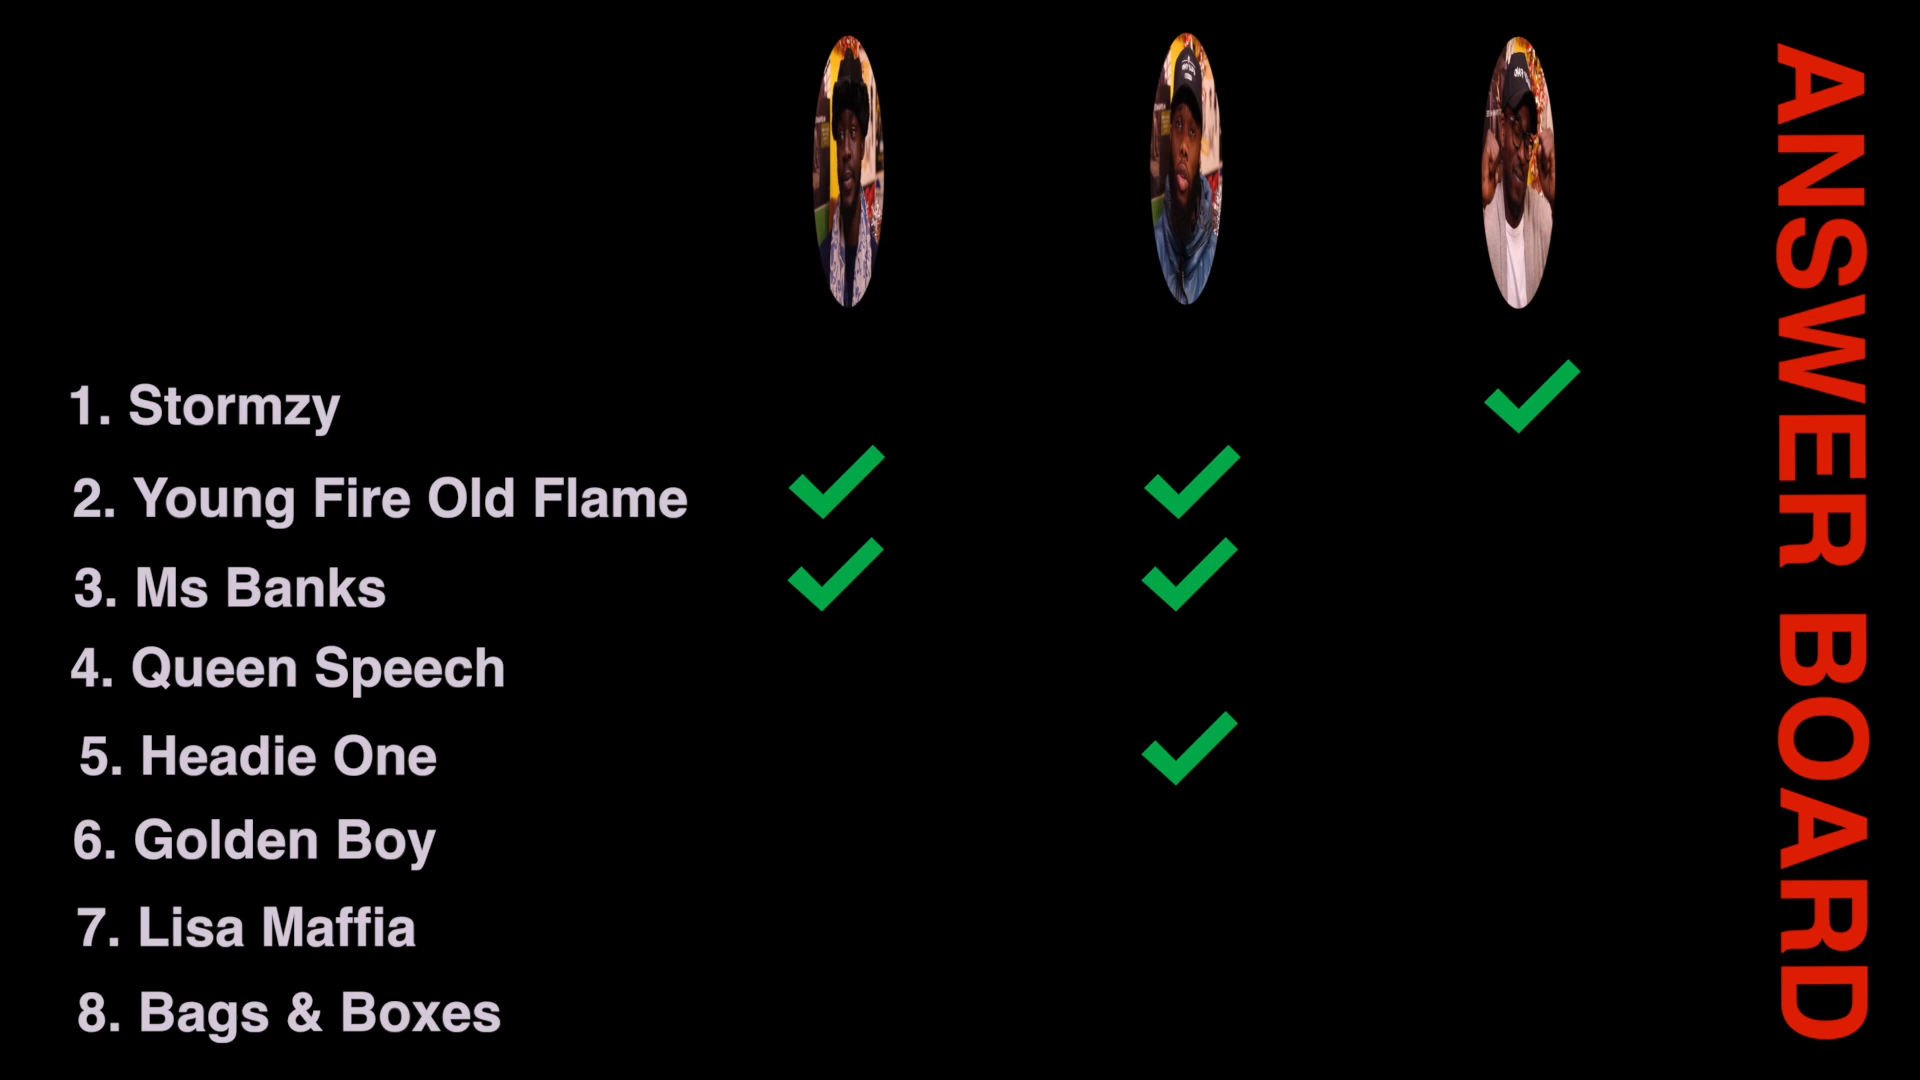 1. Stormzy
2. Young Fire Old Flame
3. Ms Banks
4. Queen Speech
5. Headie One
6. Golden Boy
7. Lisa Maffia
8. Bags & Boxes
ANSWER BOARD